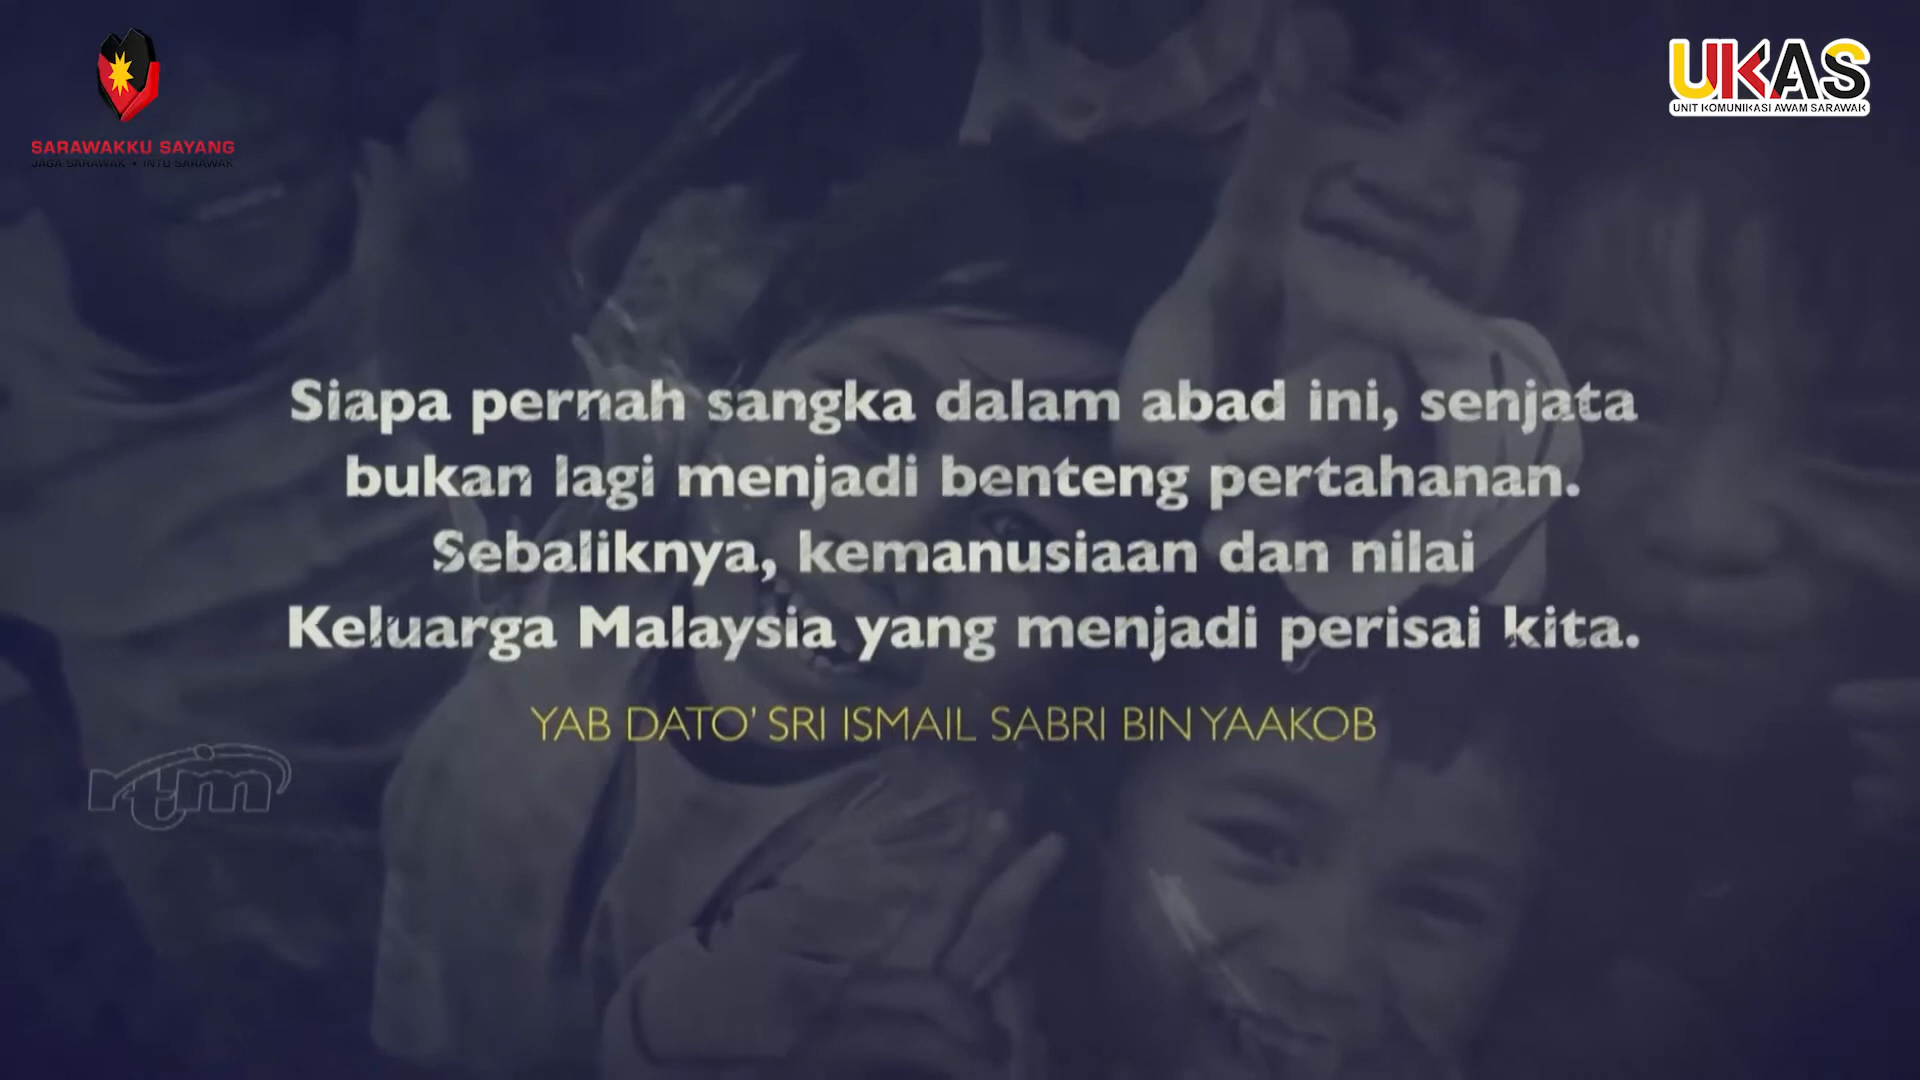 SARAWAKKU SAYANG
JAGA SARAWAK • INTU SARAWAK
UKAS
UNIT KOMUNIKASI AWAM SARAWAK
Siapa pernah sangka dalam abad ini, senjata
bukan lagi menjadi benteng pertahanan.
Sebaliknya, kemanusiaan dan nilai
Keluarga Malaysia yang menjadi perisai kita.
YAB DATO' SRI ISMAIL SABRI BIN YAAKOB
rtm